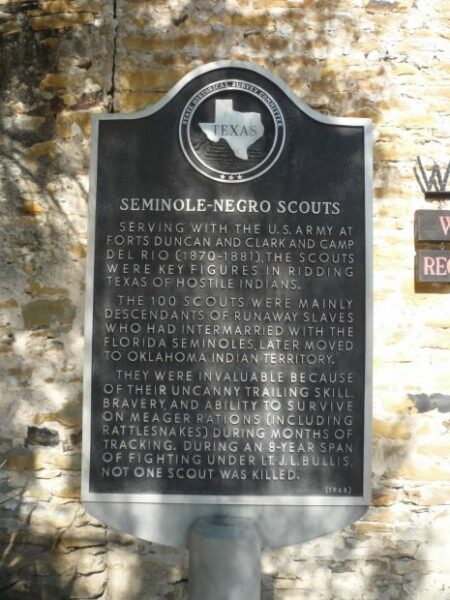 STATE HISTORICAL SURVEY COMMITTEE
TEXAS
SEMINOLE-NEGRO SCOUTS
SERVING WITH THE U.S. ARMY AT
FORTS DUNCAN AND CLARK AND CAMP
DEL RIO (1870-1881), THE SCOUTS
WERE KEY FIGURES IN RIDDING
TEXAS OF HOSTILE INDIANS.
THE 100 SCOUTS WERE MAINLY
DESCENDANTS OF RUNAWAY SLAVES
WHO HAD INTERMARRIED WITH THE
FLORIDA SEMINOLES, LATER MOVED
TO OKLAHOMA INDIAN TERRITORY.
THEY WERE INVALUABLE BECAUSE
OF THEIR UNCANNY TRAILING SKILL,
BRAVERY, AND ABILITY TO SURVIVE
ON MEAGER RATIONS (INCLUDING
RATTLESNAKES) DURING MONTHS OF
TRACKING. DURING AN 8-YEAR SPAN
OF FIGHTING UNDER LT. J. L. BULLIS,
NOT ONE SCOUT WAS KILLED.
(1968)